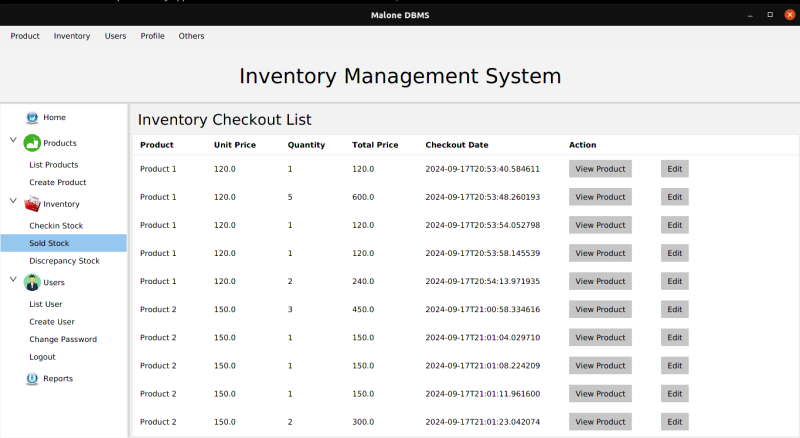 Malone DBMS
Product Inventory Users Profile Others
Inventory Management System
Home
Products
List Products
Create Product
Inventory
Checkin Stock
Sold Stock
Discrepancy Stock
Users
List User
Create User
Change Password
Logout
Reports
Inventory Checkout List
Product Unit Price Quantity Total Price Checkout Date Action
Product 1 120.0 1 120.0 2024-09-17T20:53:40.584611 View Product Edit
Product 1 120.0 5 600.0 2024-09-17T20:53:48.260193 View Product Edit
Product 1 120.0 1 120.0 2024-09-17T20:53:54.052798 View Product Edit
Product 1 120.0 1 120.0 2024-09-17T20:53:58.145539 View Product Edit
Product 1 120.0 2 240.0 2024-09-17T20:54:13.971935 View Product Edit
Product 2 150.0 3 450.0 2024-09-17T21:00:58.334616 View Product Edit
Product 2 150.0 1 150.0 2024-09-17T21:01:04.029710 View Product Edit
Product 2 150.0 1 150.0 2024-09-17T21:01:08.224209 View Product Edit
Product 2 150.0 1 150.0 2024-09-17T21:01:11.961600 View Product Edit
Product 2 150.0 2 300.0 2024-09-17T21:01:23.042074 View Product Edit